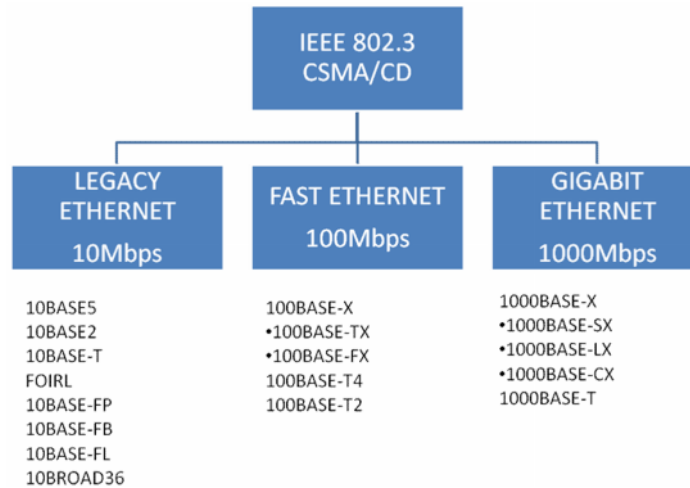 IEEE 802.3
CSMA/CD
LEGACY
ETHERNET
10Mbps
FAST ETHERNET
100Mbps
GIGABIT
ETHERNET
1000Mbps
10BASE5
10BASE2
10BASE-T
FOIRL
10BASE-FP
10BASE-FB
10BASE-FL
10BROAD36
100BASE-X
•100BASE-TX
•100BASE-FX
100BASE-T4
100BASE-T2
1000BASE-X
•1000BASE-SX
•1000BASE-LX
•1000BASE-CX
1000BASE-T